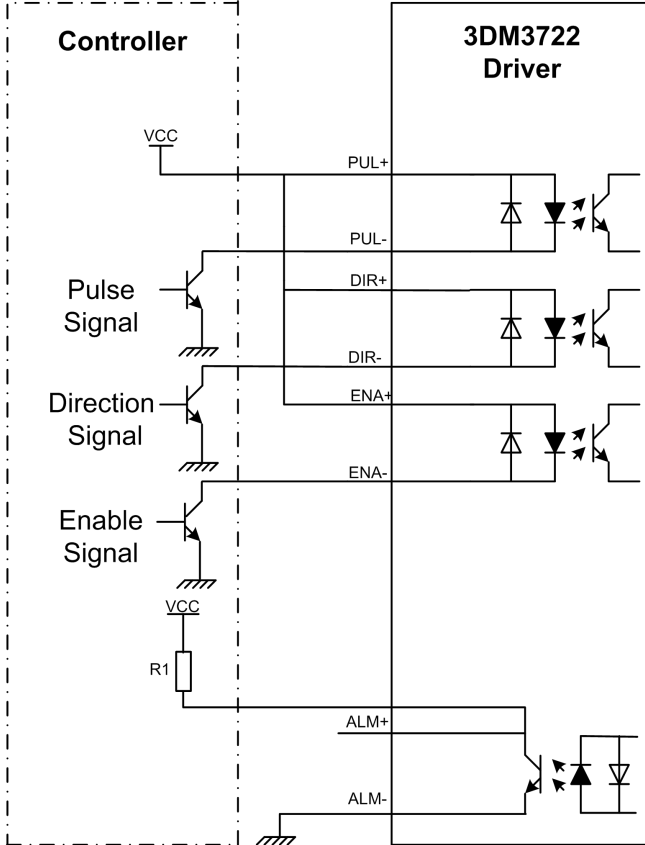 Controller
3DM3722
Driver
VCC
PUL+
PUL-
Pulse
Signal
DIR+
DIR-
Direction
Signal
ENA+
ENA-
Enable
Signal
VCC
R1
ALM+
ALM-